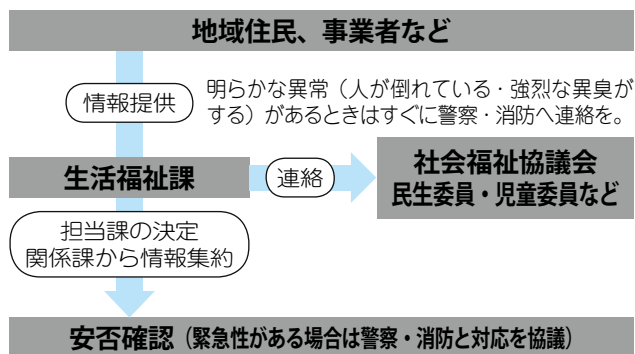 地域住民、事業者など
情報提供
明らかな異常（人が倒れている・強烈な異臭が
する）があるときはすぐに警察・消防へ連絡を。
生活福祉課
連絡
社会福祉協議会
民生委員・児童委員など
担当課の決定
関係課から情報集約
安否確認（緊急性がある場合は警察・消防と対応を協議）